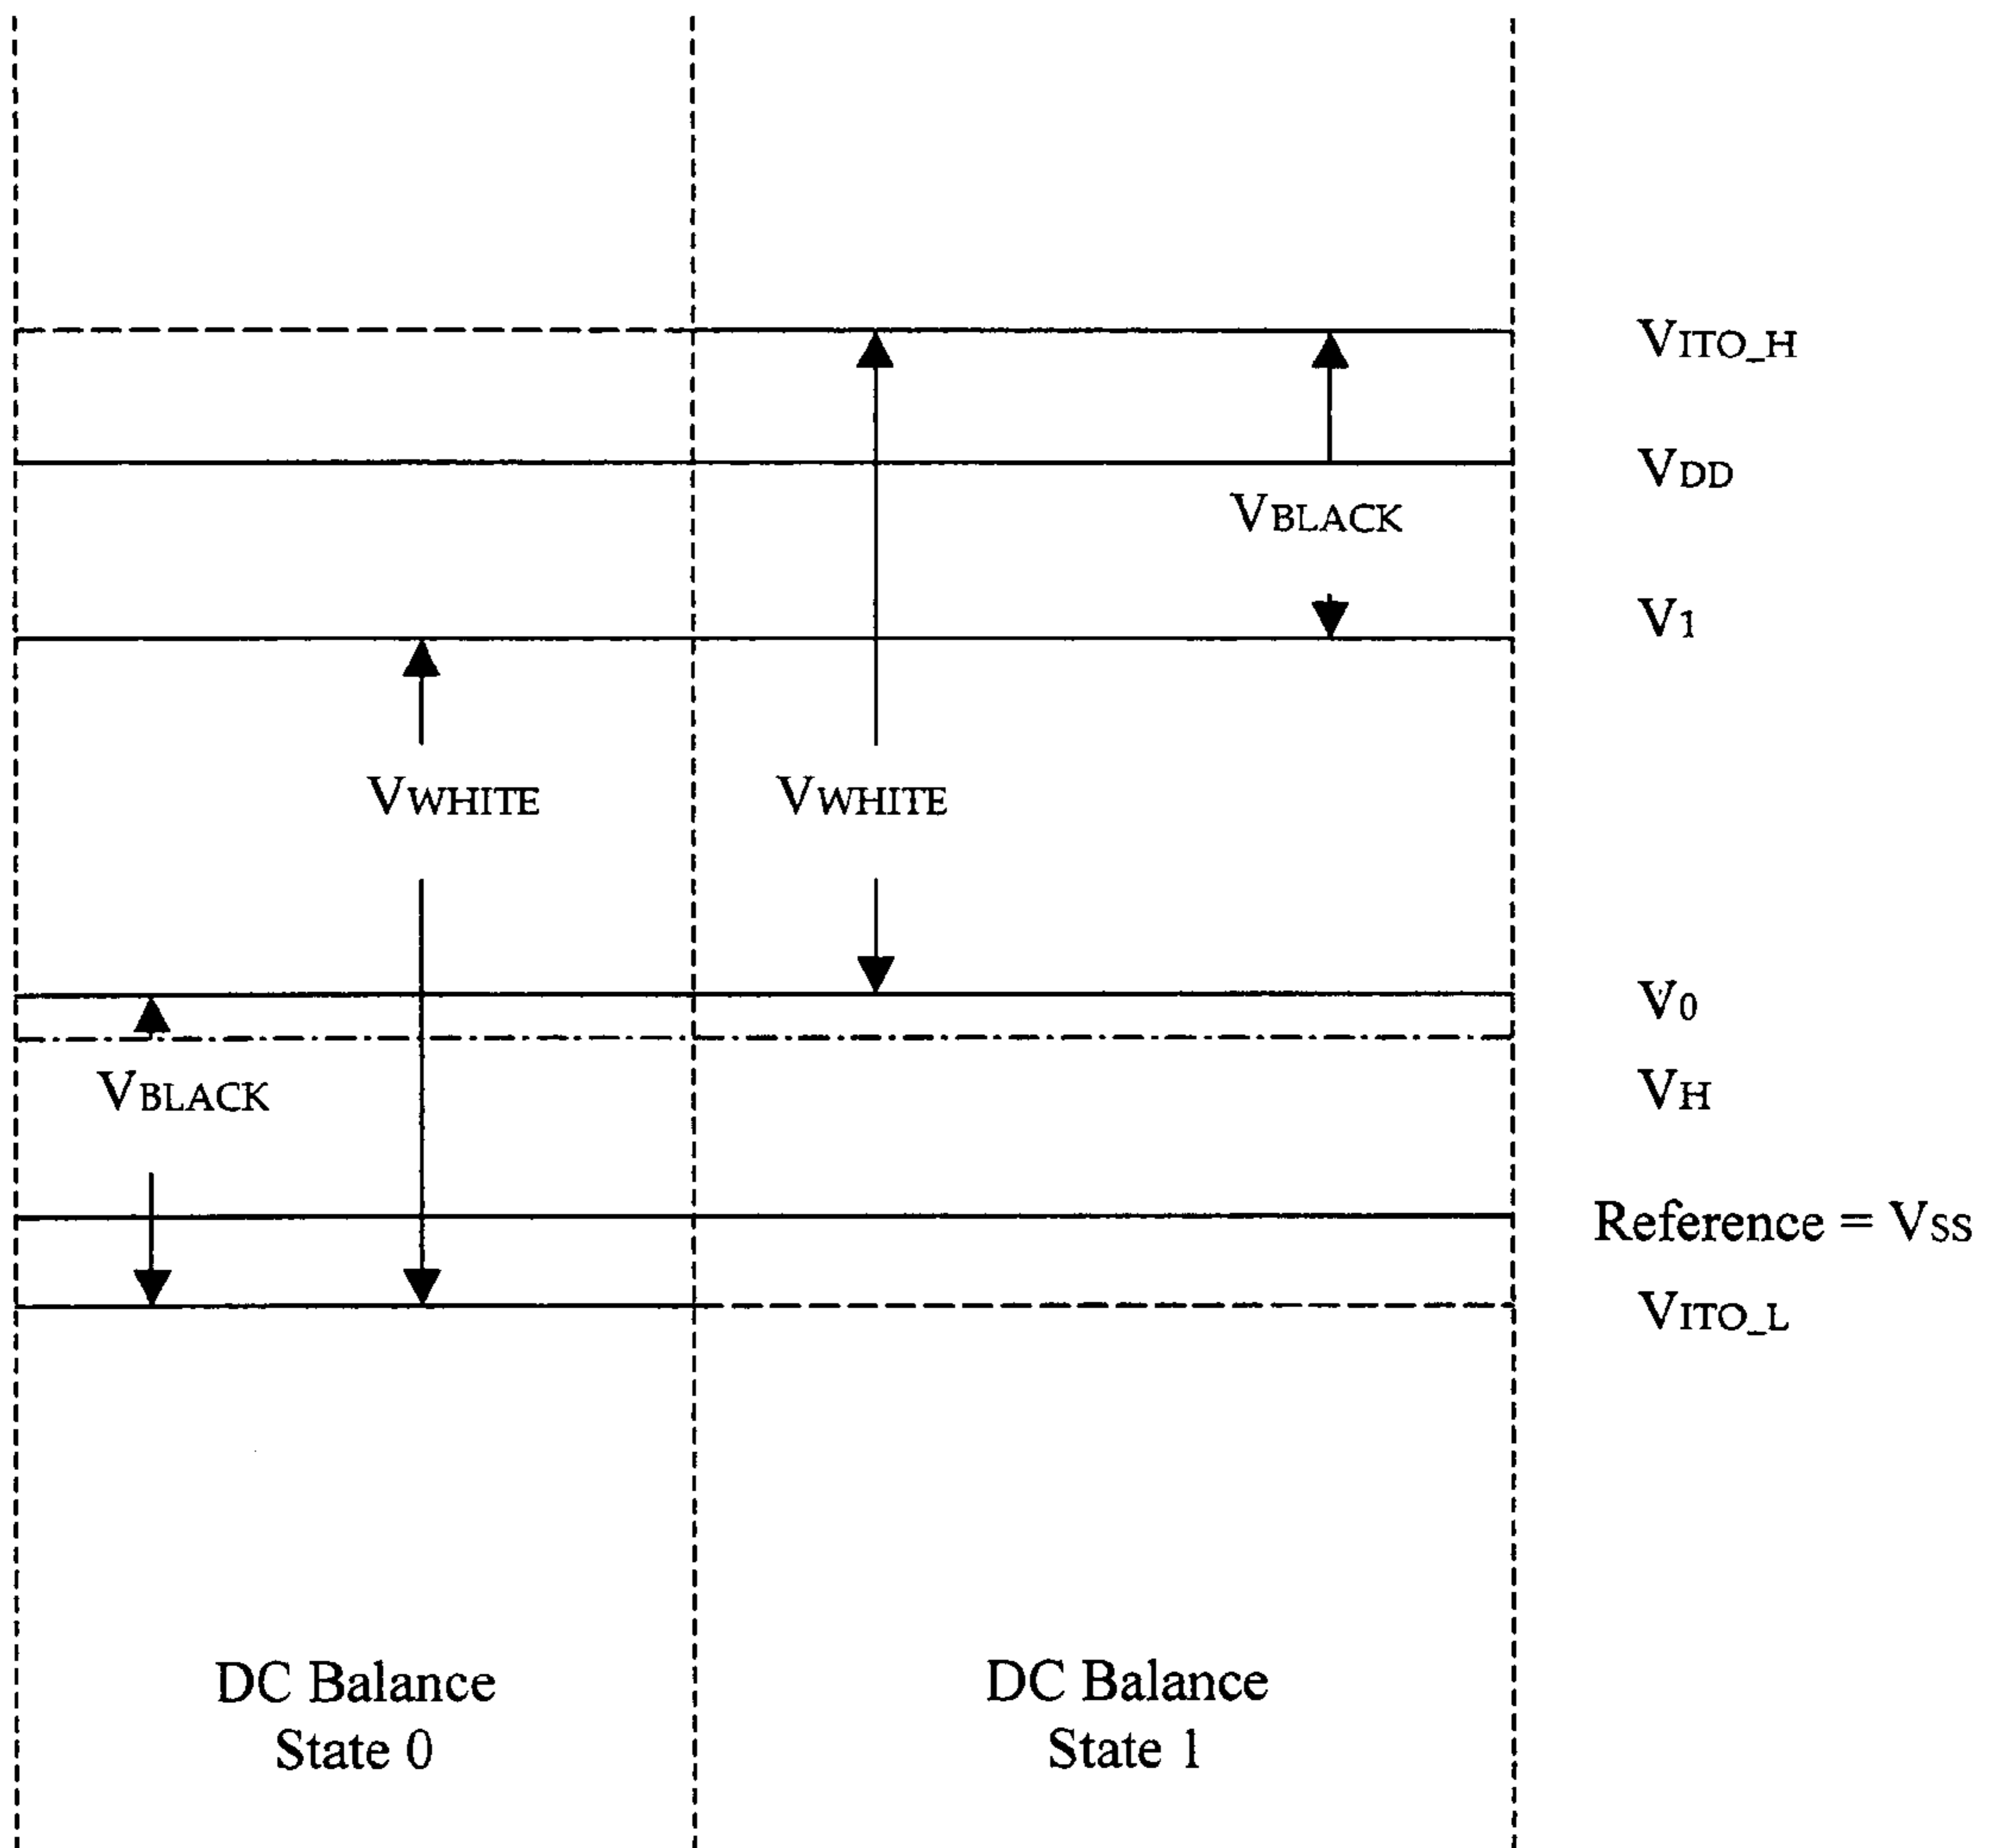 VITO_H
VDD
VBLACK
V1
VWHITE VWHITE
V0
VBLACK
VH
Reference = VSS
VITO_L
DC Balance
State 0
DC Balance
State 1